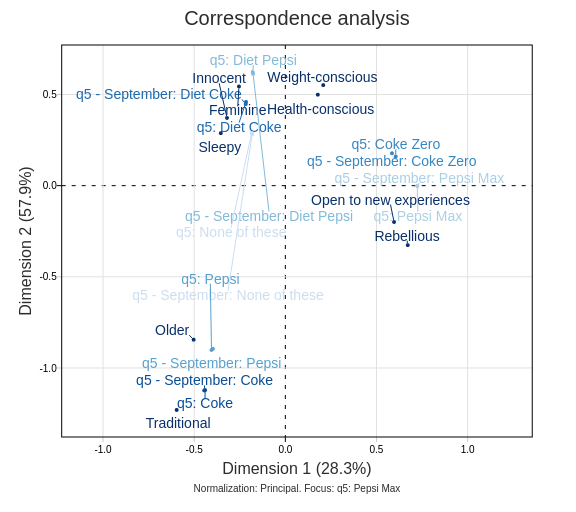 Correspondence analysis
q5: Diet Pepsi
Innocent
Weight-conscious
q5 - September: Diet Coke
Feminine
Health-conscious
q5: Diet Coke
Sleepy
q5: Coke Zero
q5 - September: Coke Zero
q5 - September: Pepsi Max
Open to new experiences
q5 - September: Diet Pepsi
q5: Pepsi Max
q5: None of these
Rebellious
q5: Pepsi
q5 - September: None of these
Older
q5 - September: Pepsi
q5 - September: Coke
q5: Coke
Traditional
0.5
0.0
-0.5
-1.0
Dimension 2 (57.9%)
-1.0
-0.5
0.0
0.5
1.0
Dimension 1 (28.3%)
Normalization: Principal. Focus: q5: Pepsi Max